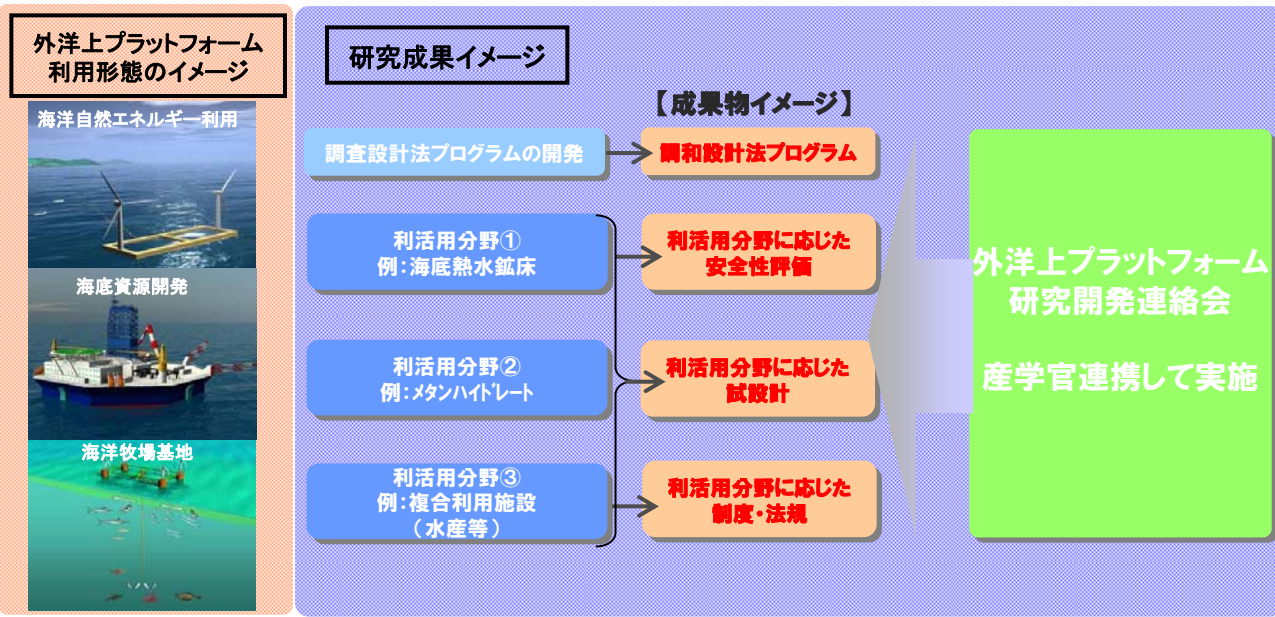 外洋上プラットフォーム
利用形態のイメージ
海洋自然エネルギー利用
海底資源開発
海洋牧場基地
研究成果イメージ
【成果物イメージ】
調査設計法プログラムの開発
調和設計法プログラム
利活用分野①
例：海底熱水鉱床
利活用分野に応じた
安全性評価
利活用分野②
例：メタンハイドレート
利活用分野に応じた
試設計
利活用分野③
例：複合利用施設
（水産等）
利活用分野に応じた
制度・法規
外洋上プラットフォーム
研究開発連絡会
産学官連携して実施